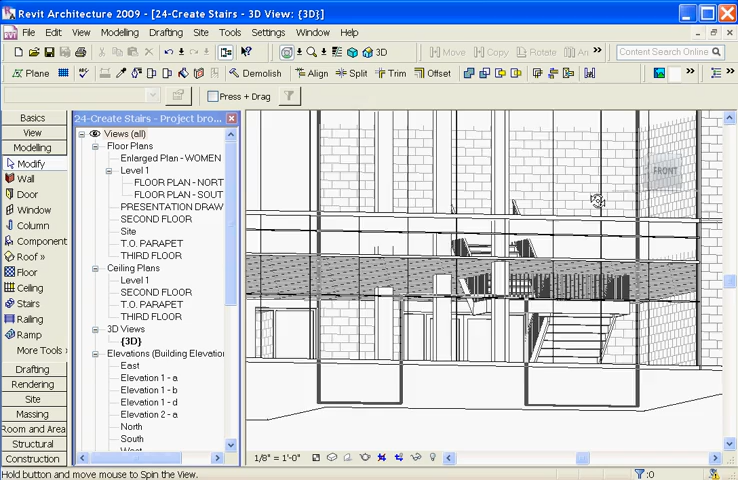 Revit Architecture 2009 - [24-Create Stairs - 3D View: {3D}]
File Edit View Modelling Drafting Site Tools Settings Window Help
3D Move Copy Rotate Content Search Online
Plane Demolish Align Split Trim Offset
Press + Drag
Basics
View
Modelling
Modify
Wall
Door
Window
Column
Component
Roof »
Floor
Ceiling
Stairs
Railing
Ramp
More Tools
Drafting
Rendering
Site
Massing
Room and Area
Structural
Construction
24-Create Stairs - Project bro...
Views (all)
Floor Plans
Enlarged Plan - WOMEN
Level 1
FLOOR PLAN - NORT
FLOOR PLAN - SOUT
PRESENTATION DRAW
SECOND FLOOR
Site
T.O. PARAPET
THIRD FLOOR
Ceiling Plans
Level 1
SECOND FLOOR
T.O. PARAPET
THIRD FLOOR
3D Views
{3D}
Elevations (Building Elevation
East
Elevation 1 - a
Elevation 1 - b
Elevation 1 - d
Elevation 2 - a
North
South
West
FRONT
1/8" = 1'-0"
Hold button and move mouse to Spin the View.
:0